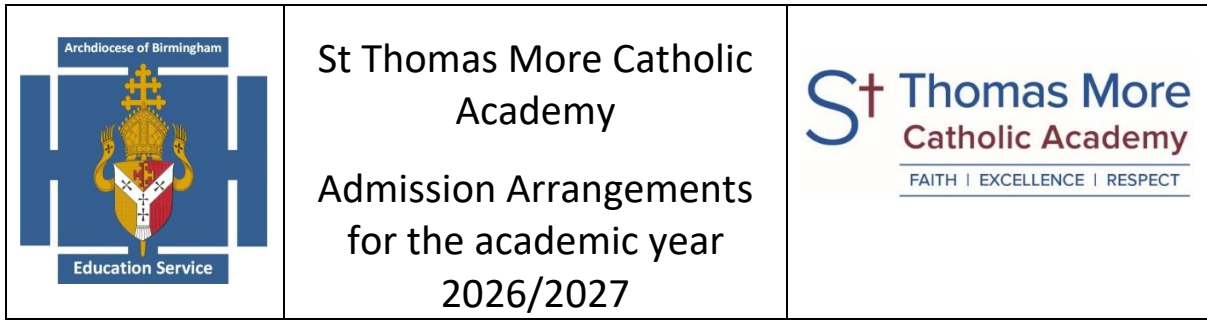 Archdiocese of Birmingham
Education Service
St Thomas More Catholic
Academy
Admission Arrangements
for the academic year
2026/2027
St Thomas More
Catholic Academy
FAITH | EXCELLENCE | RESPECT